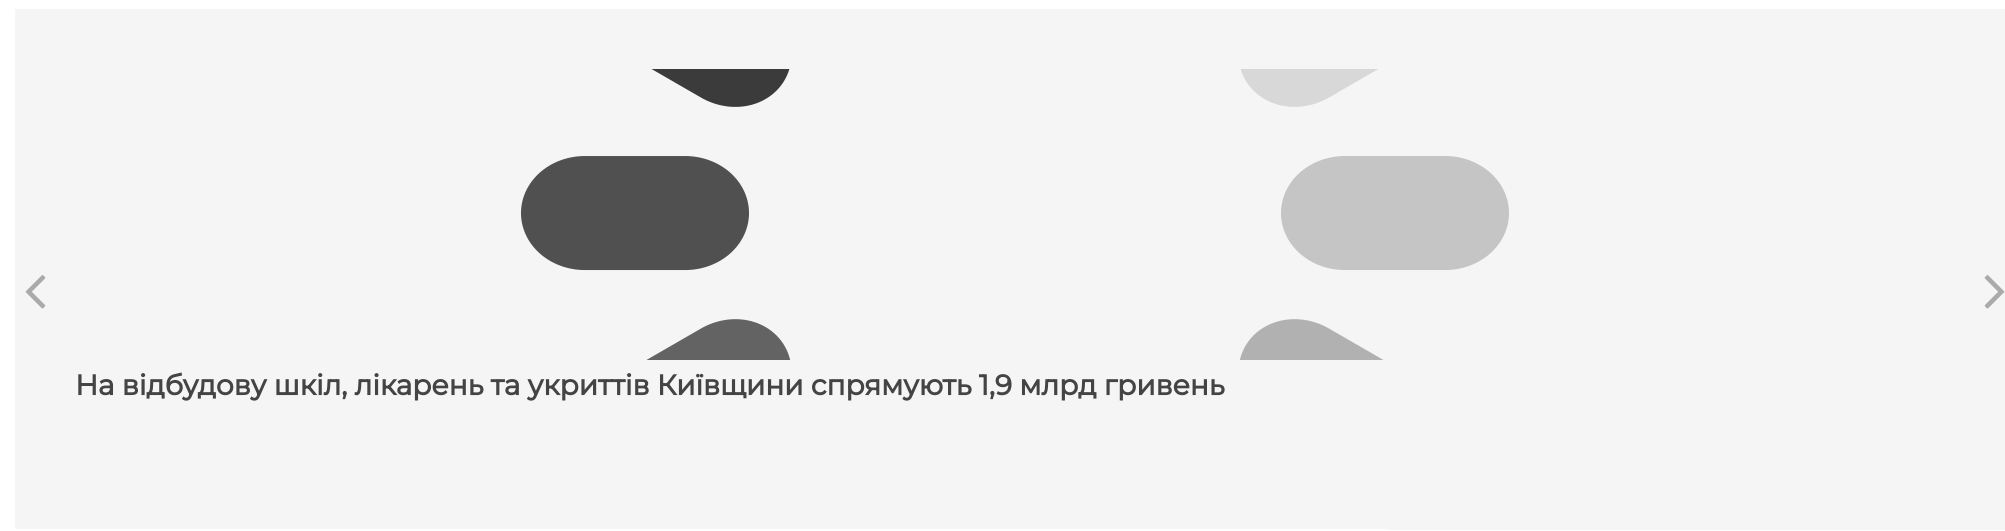 На відбудову шкіл, лікарень та укриттів Київщини спрямують 1,9 млрд гривень